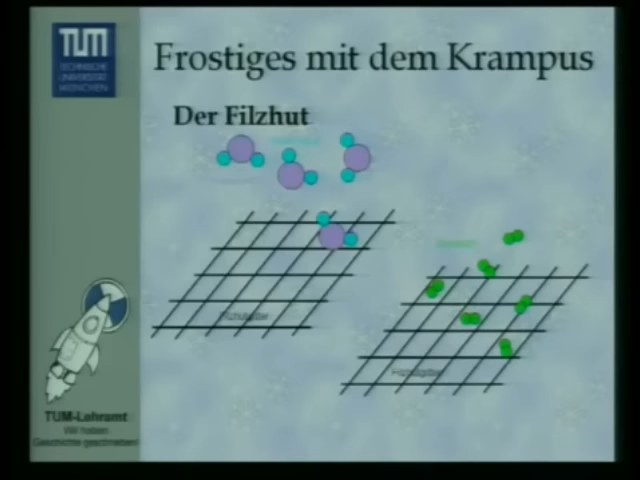 TUM
TECHNISCHE
UNIVERSITÄT
MÜNCHEN
Frostiges mit dem Krampus
Der Filzhut
TUM-Lehramt
Wir haben
Geschichte geschrieben!